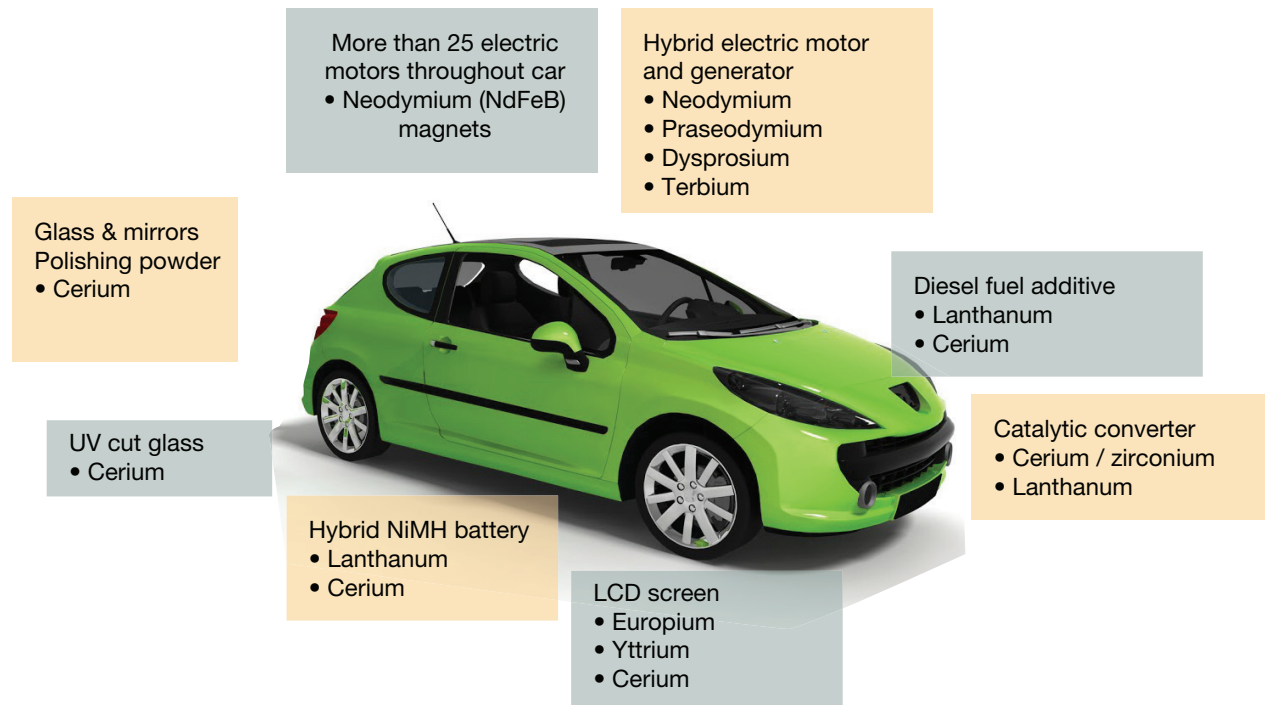 More than 25 electric
motors throughout car
• Neodymium (NdFeB)
magnets
Hybrid electric motor
and generator
• Neodymium
• Praseodymium
• Dysprosium
• Terbium
Glass & mirrors
Polishing powder
• Cerium
Diesel fuel additive
• Lanthanum
• Cerium
UV cut glass
• Cerium
Catalytic converter
• Cerium / zirconium
• Lanthanum
Hybrid NiMH battery
• Lanthanum
• Cerium
LCD screen
• Europium
• Yttrium
• Cerium